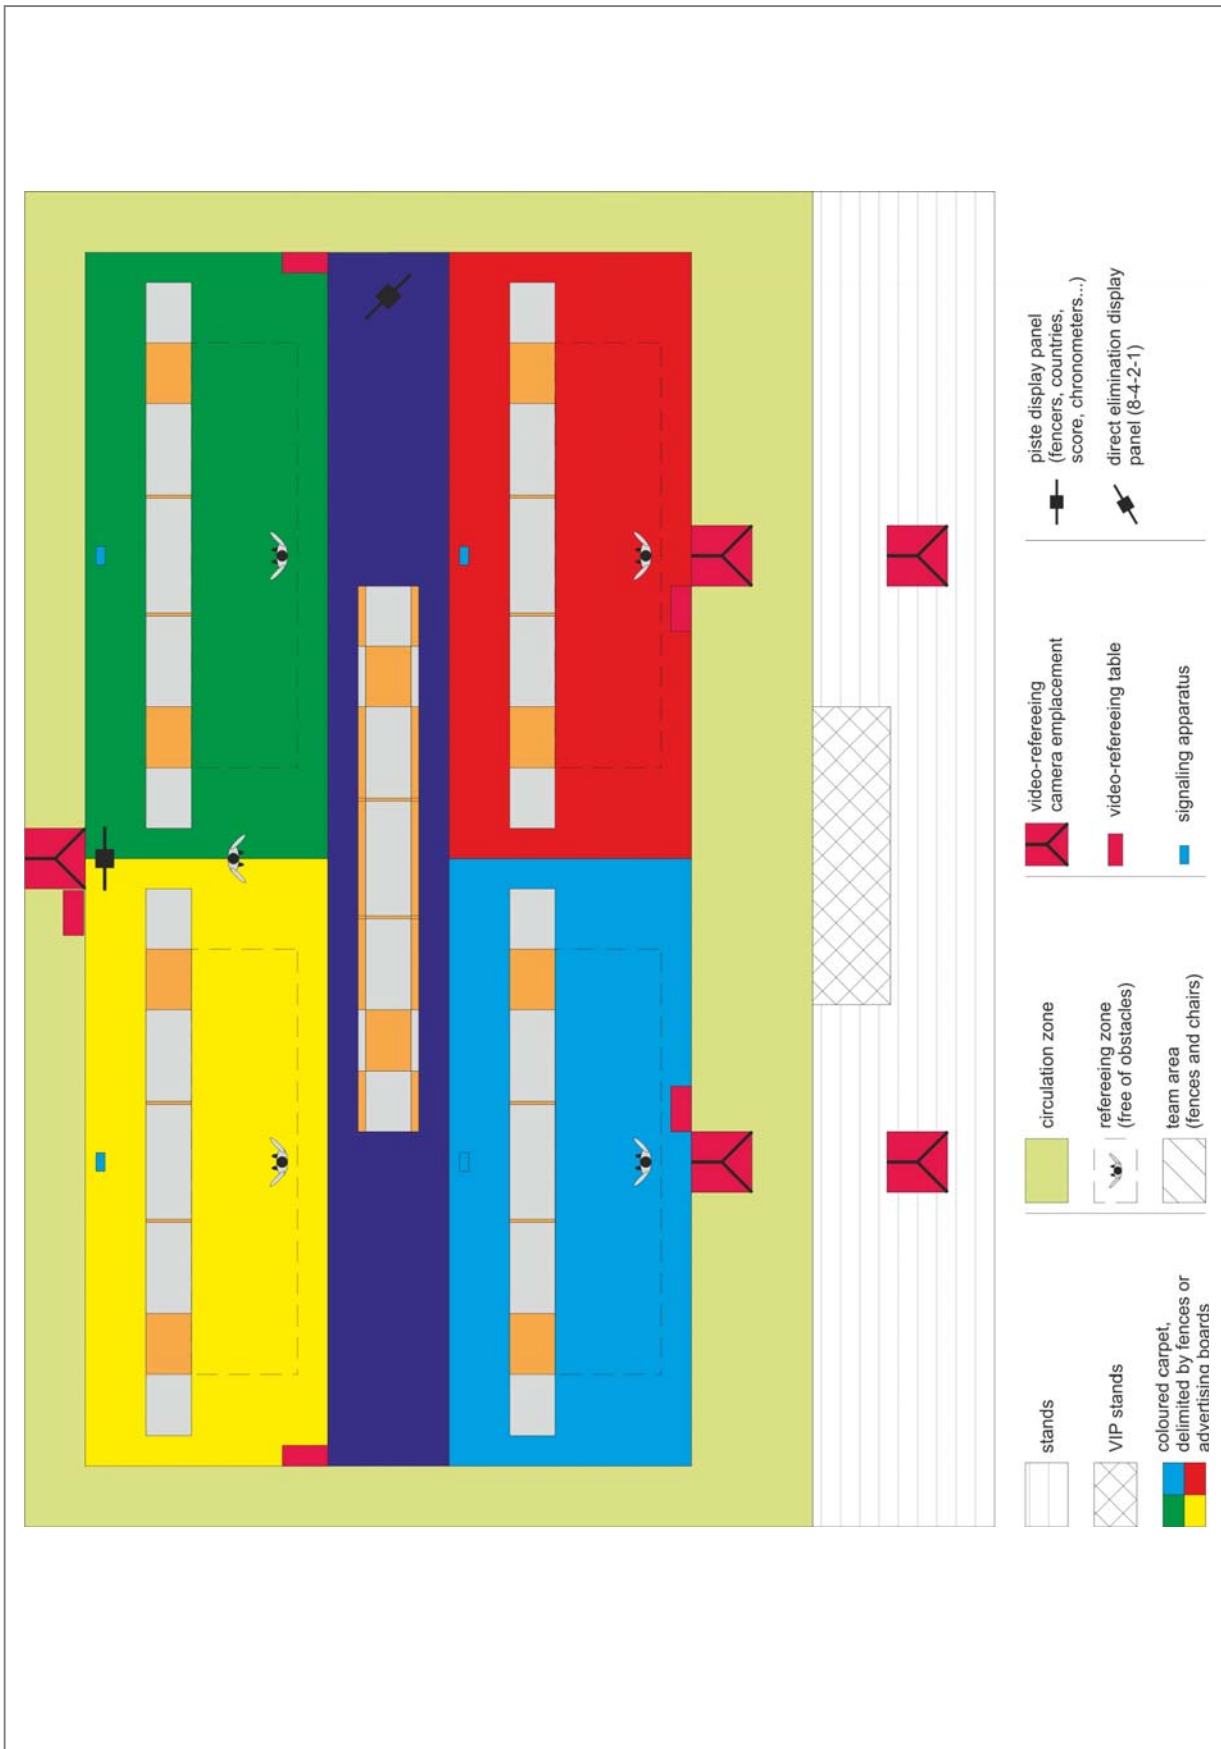 stands
VIP stands
coloured carpet,
delimited by fences or
advertising boards
circulation zone
refereeing zone
(free of obstacles)
team area
(fences and chairs)
video-refereeing
camera emplacement
video-refereeing table
signaling apparatus
piste display panel
(fencers, countries,
score, chronometers...)
direct elimination display
panel (8-4-2-1)